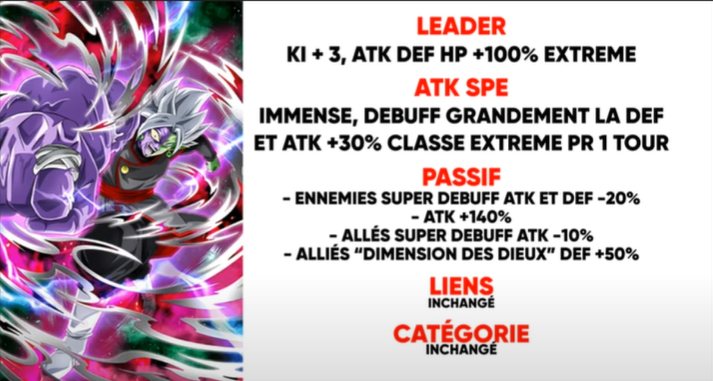 LEADER
KI + 3, ATK DEF HP +100% EXTREME
ATK SPE
IMMENSE, DEBUFF GRANDEMENT LA DEF
ET ATK +30% CLASSE EXTREME PR 1 TOUR
PASSIF
- ENNEMIES SUPER DEBUFF ATK ET DEF -20%
- ATK +140%
- ALLÉS SUPER DEBUFF ATK -10%
- ALLIÉS “DIMENSION DES DIEUX” DEF +50%
LIENS
INCHANGÉ
CATÉGORIE
INCHANGÉ